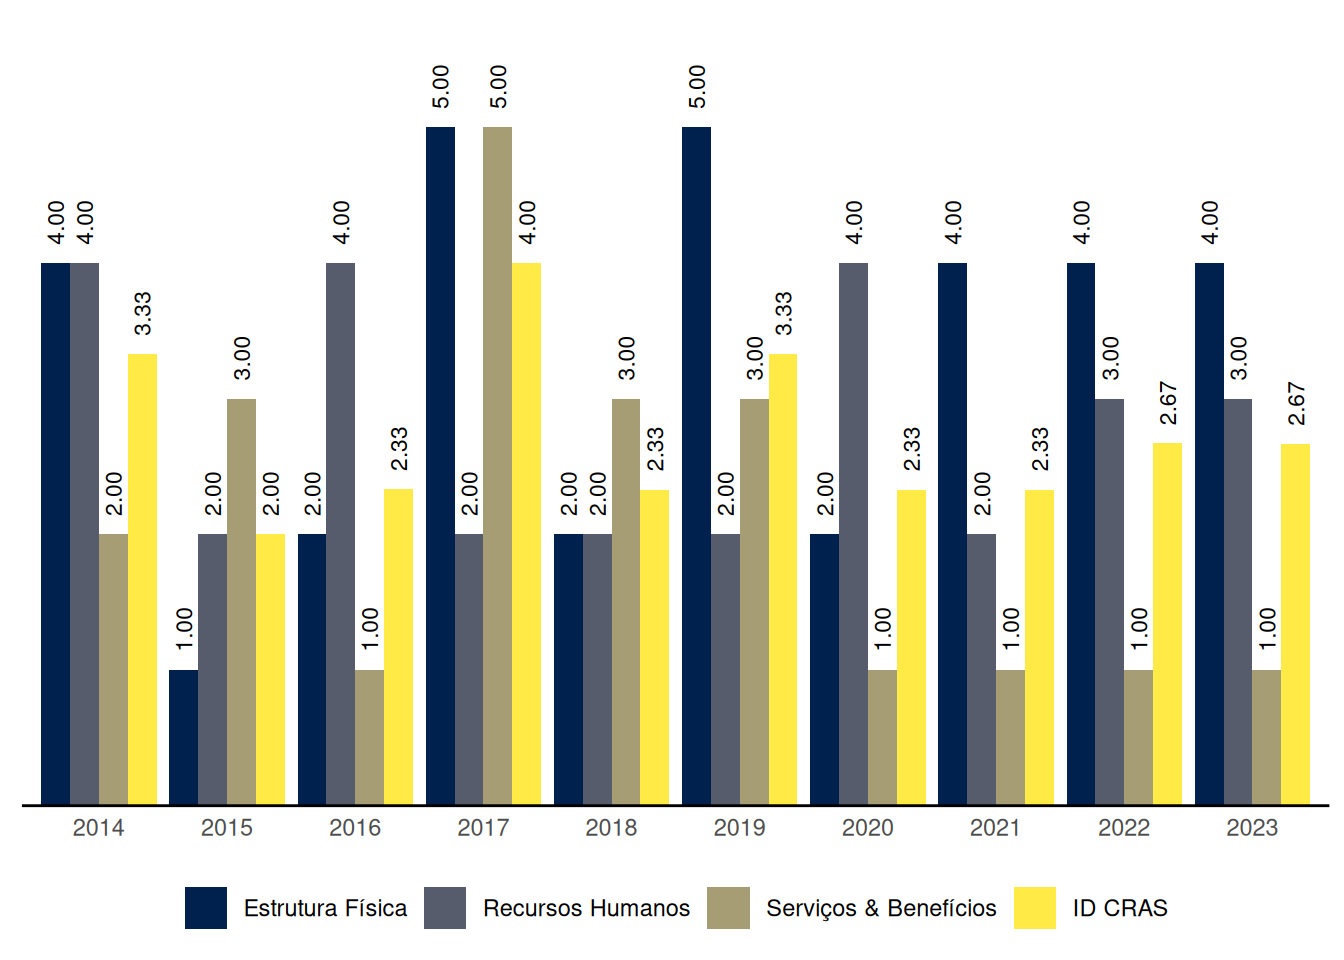 4.00 4.00 2.00 3.33 1.00 2.00 3.00 2.00 2.00 4.00 1.00 2.33 5.00 2.00 5.00 4.00 2.00 2.00 3.00 2.33 5.00 2.00 3.00 3.33 2.00 4.00 1.00 2.33 4.00 2.00 1.00 2.33 4.00 3.00 1.00 2.67 4.00 3.00 1.00 2.67
2014 2015 2016 2017 2018 2019 2020 2021 2022 2023
Estrutura Física Recursos Humanos Serviços & Benefícios ID CRAS